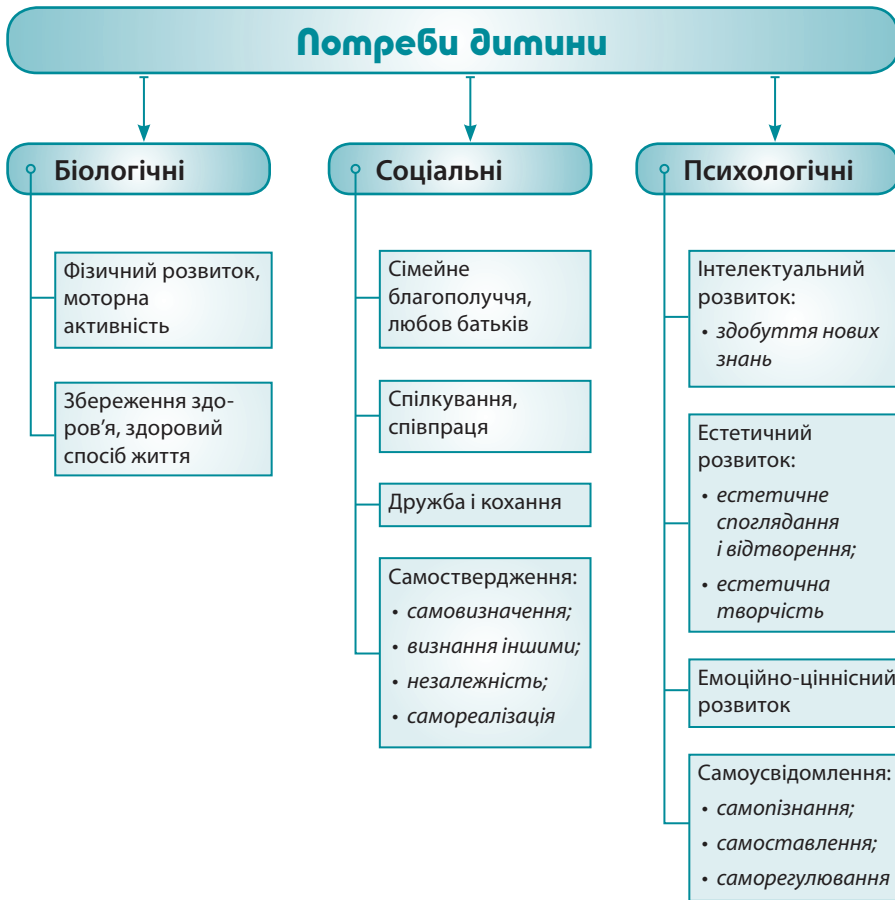 Потреби дитини
Біологічні
Фізичний розвиток,
моторна
активність
Збереження здо-
ров’я, здоровий
спосіб життя
Соціальні
Сімейне
благополуччя,
любов батьків
Спілкування,
співпраця
Дружба і кохання
Самоствердження:
• самовизначення;
• визнання іншими;
• незалежність;
• самореалізація
Психологічні
Інтелектуальний
розвиток:
• здобуття нових
знань
Естетичний
розвиток:
• естетичне
споглядання
і відтворення;
• естетична
творчість
Емоційно-ціннісний
розвиток
Самоусвідомлення:
• самопізнання;
• самоставлення;
• саморегулювання